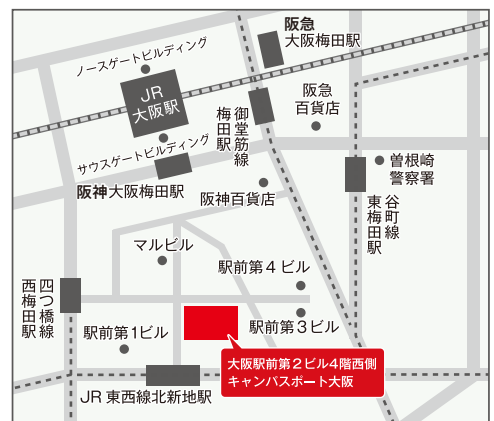 阪急
大阪梅田駅
ノースゲートビルディング
JR
大阪駅
阪急
百貨店
御堂筋線
梅田駅
サウスゲートビルディング
阪神大阪梅田駅
阪神百貨店
曽根崎
警察署
谷町線
東梅田駅
マルビル
駅前第4ビル
四つ橋線
西梅田駅
駅前第1ビル
駅前第3ビル
大阪駅前第2ビル4階西側
キャンパスポート大阪
JR東西線北新地駅